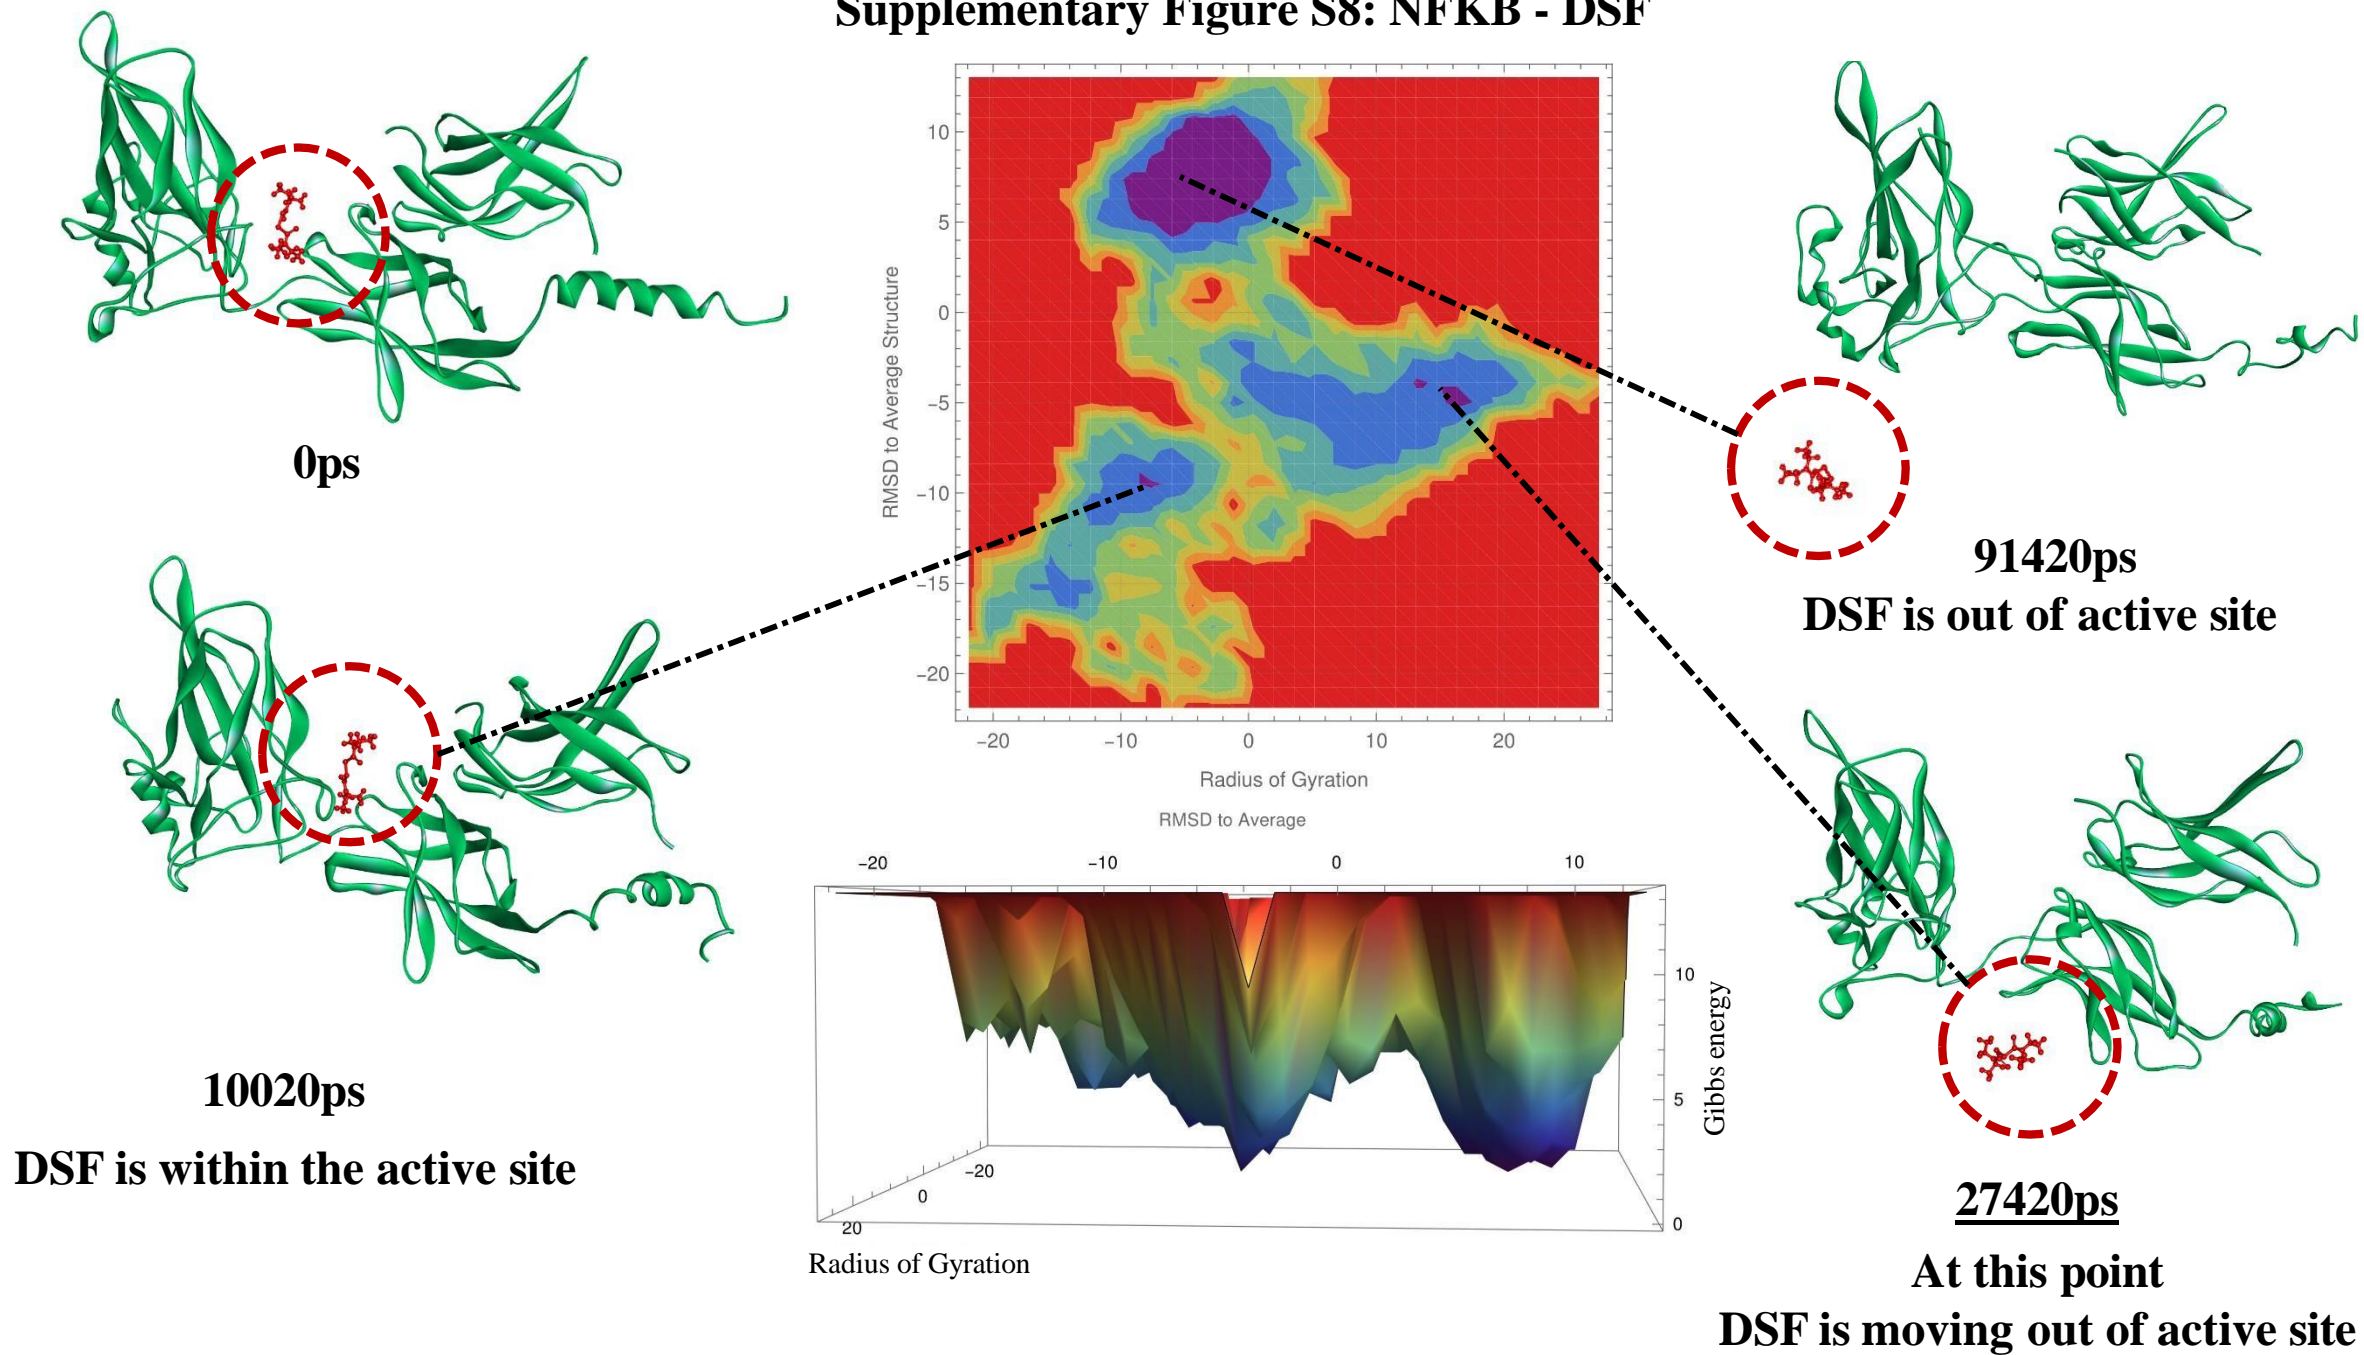 Supplementary Figure S8: NFKB - DSF
10
5
0
−5
−10
−15
−20
RMSD to Average Structure
−20 −10 0 10 20
Radius of Gyration
0ps
91420ps
DSF is out of active site
RMSD to Average
−20 −10 0 10
10
5
0
Gibbs energy
−20
0
20
Radius of Gyration
10020ps
DSF is within the active site
27420ps
At this point
DSF is moving out of active site